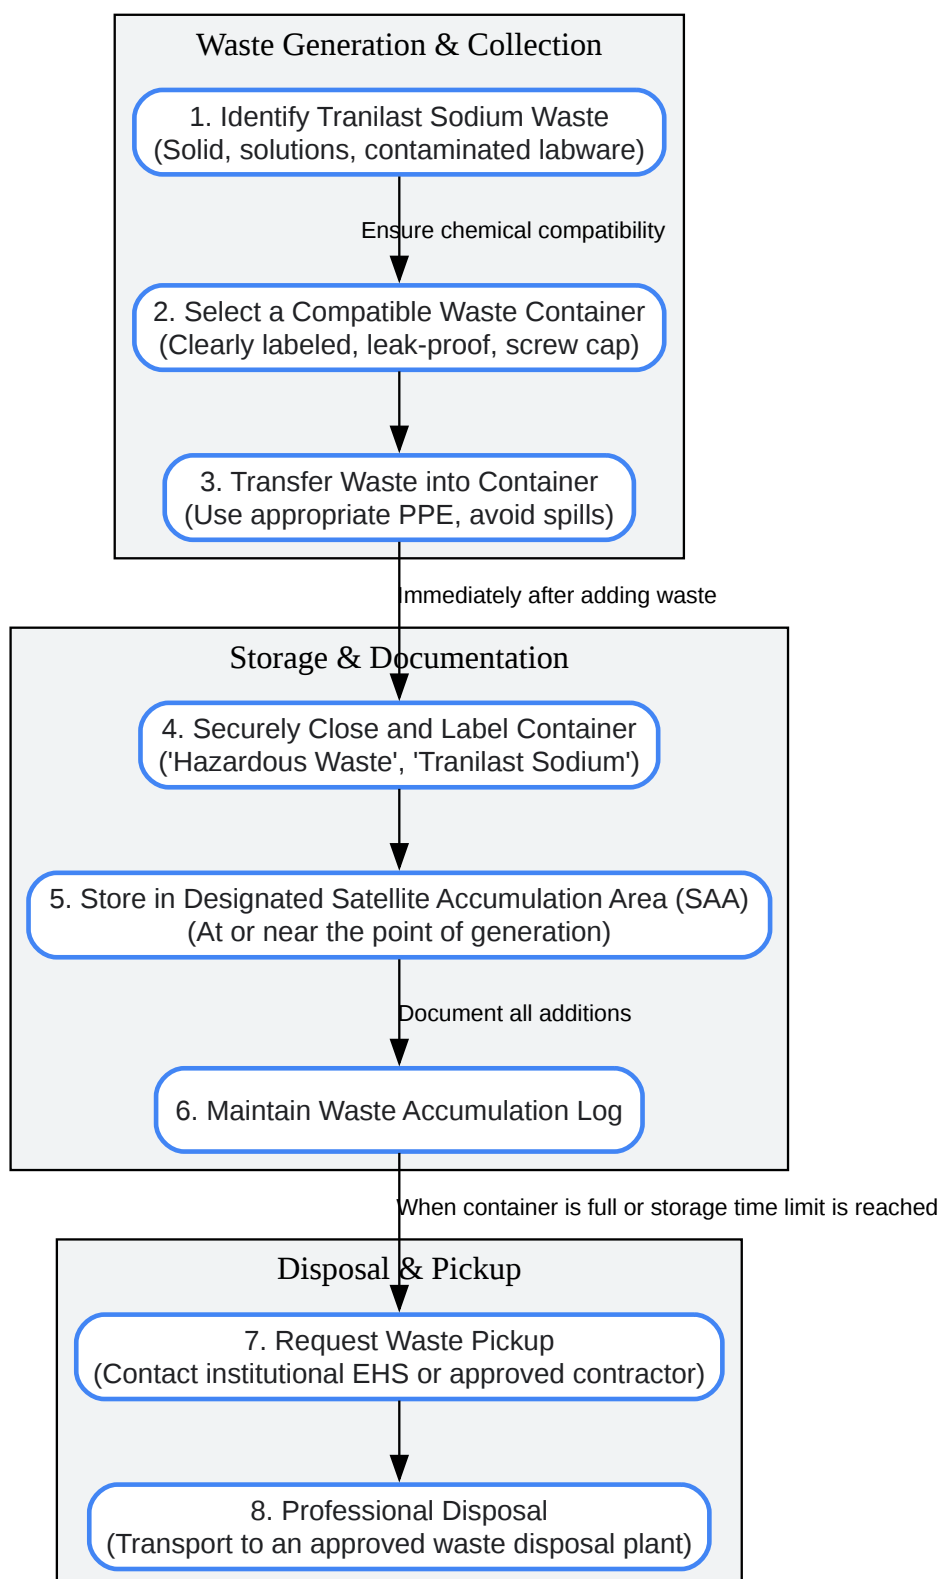 Waste Generation & Collection
1. Identify Tranilast Sodium Waste
(Solid, solutions, contaminated labware)
Ensure chemical compatibility
2. Select a Compatible Waste Container
(Clearly labeled, leak-proof, screw cap)
3. Transfer Waste into Container
(Use appropriate PPE, avoid spills)
Immediately after adding waste
Storage & Documentation
4. Securely Close and Label Container
('Hazardous Waste', 'Tranilast Sodium')
5. Store in Designated Satellite Accumulation Area (SAA)
(At or near the point of generation)
Document all additions
6. Maintain Waste Accumulation Log
When container is full or storage time limit is reached
Disposal & Pickup
7. Request Waste Pickup
(Contact institutional EHS or approved contractor)
8. Professional Disposal
(Transport to an approved waste disposal plant)